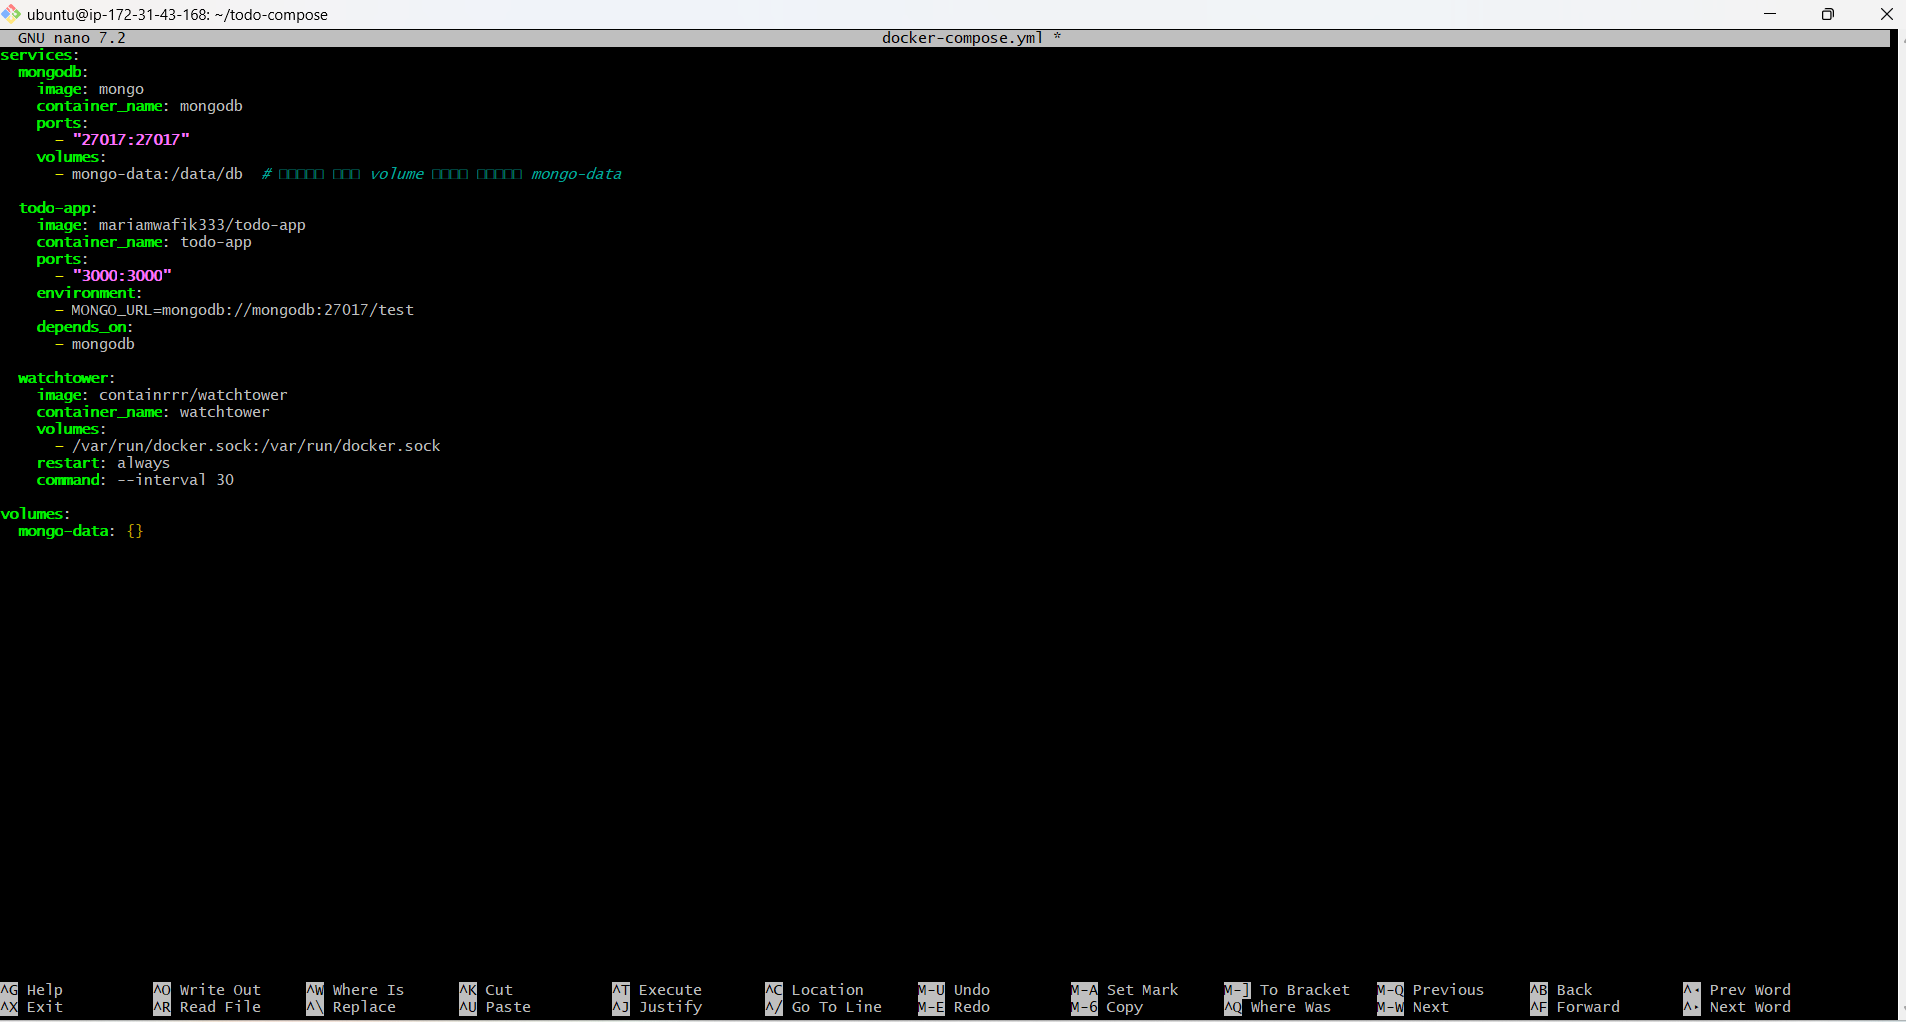 ubuntu@ip-172-31-43-168: ~/todo-compose
GNU nano 7.2 docker-compose.yml *
services:
  mongodb:
    image: mongo
    container_name: mongodb
    ports:
      - "27017:27017"
    volumes:
      - mongo-data:/data/db  # volume mongo-data

  todo-app:
    image: mariamwafik333/todo-app
    container_name: todo-app
    ports:
      - "3000:3000"
    environment:
      - MONGO_URL=mongodb://mongodb:27017/test
    depends_on:
      - mongodb

  watchtower:
    image: containrrr/watchtower
    container_name: watchtower
    volumes:
      - /var/run/docker.sock:/var/run/docker.sock
    restart: always
    command: --interval 30

volumes:
  mongo-data: {}
^G Help ^O Write Out ^W Where Is ^K Cut ^T Execute ^C Location M-U Undo M-A Set Mark M-] To Bracket M-Q Previous ^B Back ^◂ Prev Word
^X Exit ^R Read File ^\ Replace ^U Paste ^J Justify ^/ Go To Line M-E Redo M-6 Copy ^Q Where Was M-W Next ^F Forward ^▸ Next Word